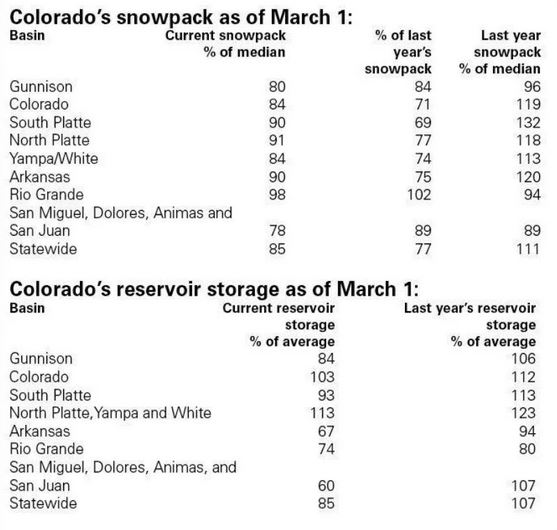 Colorado's snowpack as of March 1:
Basin Current snowpack % of last Last year
% of median year's snowpack
snowpack % of median
Gunnison 80 84 96
Colorado 84 71 119
South Platte 90 69 132
North Platte 91 77 118
Yampa/White 84 74 113
Arkansas 90 75 120
Rio Grande 98 102 94
San Miguel, Dolores, Animas and
San Juan 78 89 89
Statewide 85 77 111
Colorado's reservoir storage as of March 1:
Basin Current reservoir Last year's reservoir
storage storage
% of average % of average
Gunnison 84 106
Colorado 103 112
South Platte 93 113
North Platte,Yampa and White 113 123
Arkansas 67 94
Rio Grande 74 80
San Miguel, Dolores, Animas, and
San Juan 60 107
Statewide 85 107